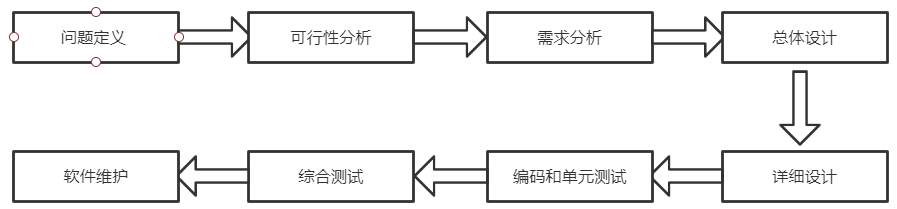 问题定义
可行性分析
需求分析
总体设计
详细设计
编码和单元测试
综合测试
软件维护